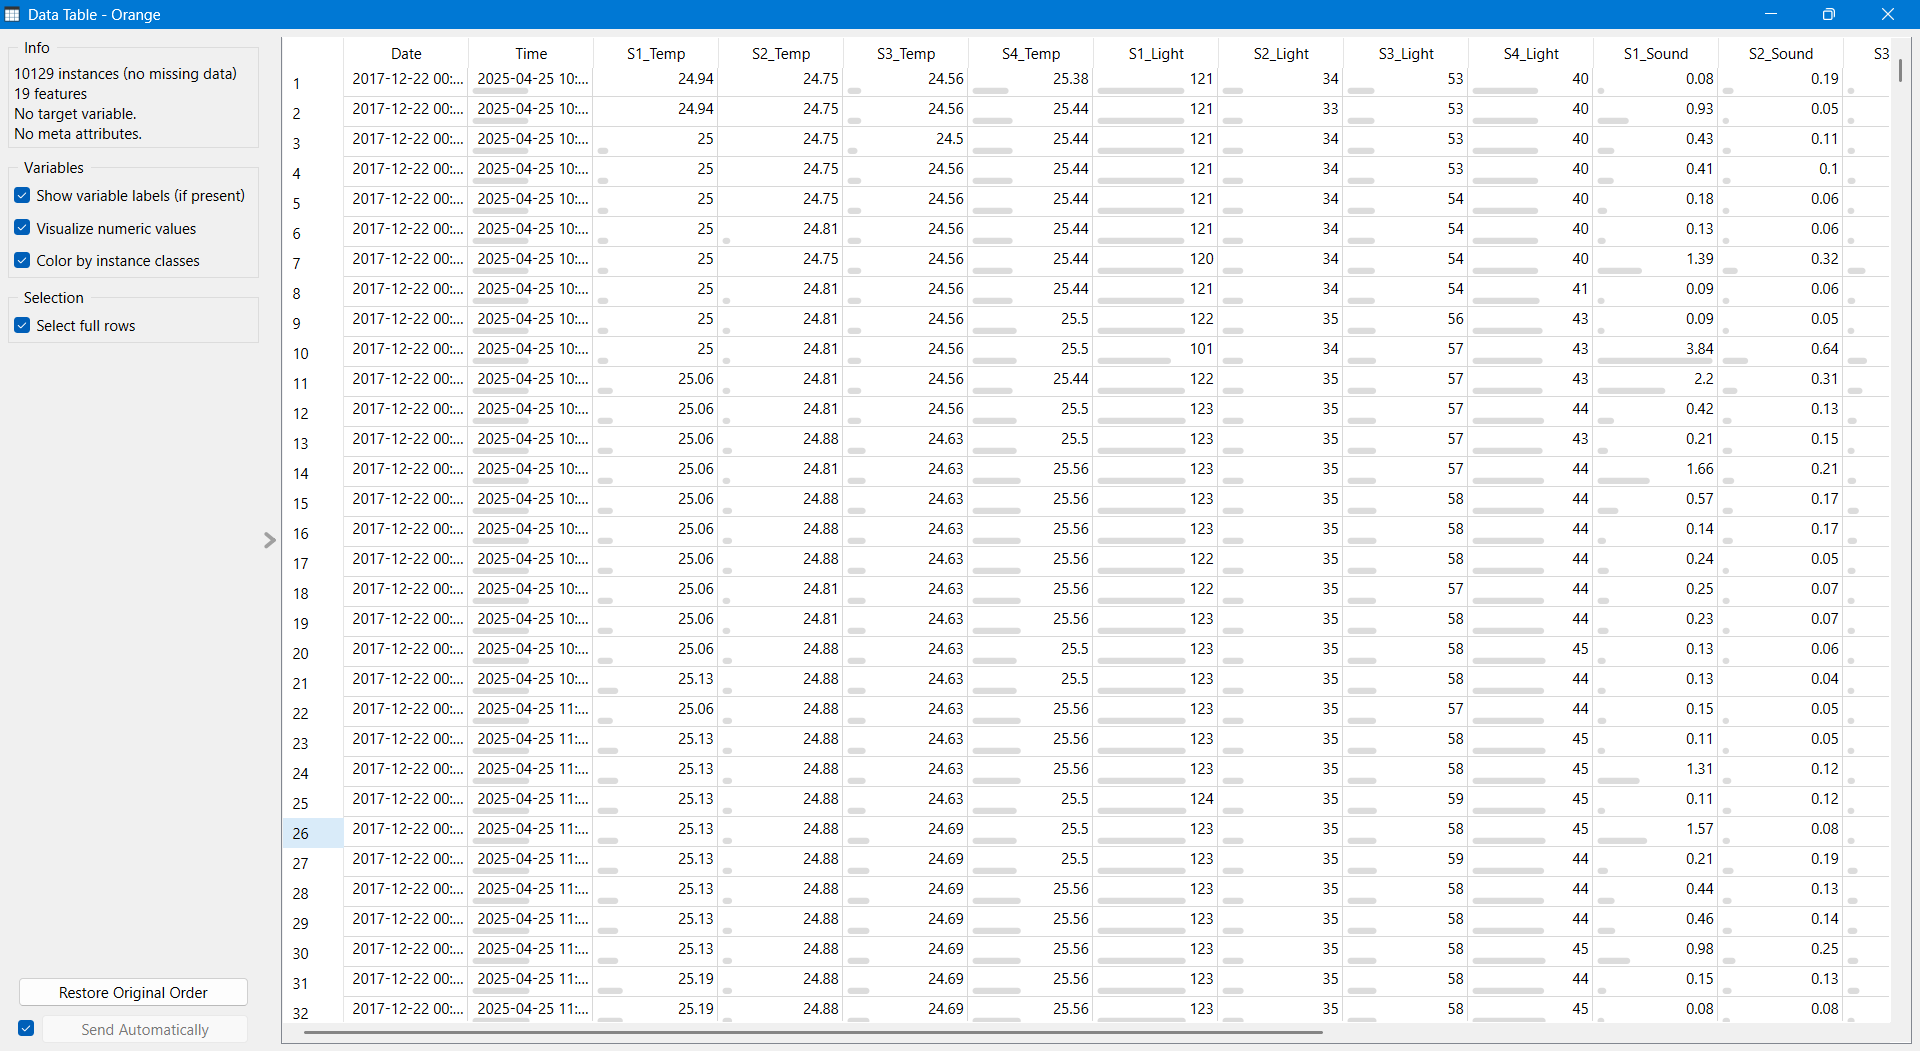 Data Table - Orange
Info
10129 instances (no missing data)
19 features
No target variable.
No meta attributes.
Variables
Show variable labels (if present)
Visualize numeric values
Color by instance classes
Selection
Select full rows
Restore Original Order
Send Automatically
Date Time S1_Temp S2_Temp S3_Temp S4_Temp S1_Light S2_Light S3_Light S4_Light S1_Sound S2_Sound S3
1 2017-12-22 00:... 2025-04-25 10:... 24.94 24.75 24.56 25.38 121 34 53 40 0.08 0.19
2 2017-12-22 00:... 2025-04-25 10:... 24.94 24.75 24.56 25.44 121 33 53 40 0.93 0.05
3 2017-12-22 00:... 2025-04-25 10:... 25 24.75 24.5 25.44 121 34 53 40 0.43 0.11
4 2017-12-22 00:... 2025-04-25 10:... 25 24.75 24.56 25.44 121 34 53 40 0.41 0.1
5 2017-12-22 00:... 2025-04-25 10:... 25 24.75 24.56 25.44 121 34 54 40 0.18 0.06
6 2017-12-22 00:... 2025-04-25 10:... 25 24.81 24.56 25.44 121 34 54 40 0.13 0.06
7 2017-12-22 00:... 2025-04-25 10:... 25 24.75 24.56 25.44 120 34 54 40 1.39 0.32
8 2017-12-22 00:... 2025-04-25 10:... 25 24.81 24.56 25.44 121 34 54 41 0.09 0.06
9 2017-12-22 00:... 2025-04-25 10:... 25 24.81 24.56 25.5 122 35 56 43 0.09 0.05
10 2017-12-22 00:... 2025-04-25 10:... 25 24.81 24.56 25.5 101 34 57 43 3.84 0.64
11 2017-12-22 00:... 2025-04-25 10:... 25.06 24.81 24.56 25.44 122 35 57 43 2.2 0.31
12 2017-12-22 00:... 2025-04-25 10:... 25.06 24.81 24.56 25.5 123 35 57 44 0.42 0.13
13 2017-12-22 00:... 2025-04-25 10:... 25.06 24.88 24.63 25.5 123 35 57 43 0.21 0.15
14 2017-12-22 00:... 2025-04-25 10:... 25.06 24.81 24.63 25.56 123 35 57 44 1.66 0.21
15 2017-12-22 00:... 2025-04-25 10:... 25.06 24.88 24.63 25.56 123 35 58 44 0.57 0.17
16 2017-12-22 00:... 2025-04-25 10:... 25.06 24.88 24.63 25.56 123 35 58 44 0.14 0.17
17 2017-12-22 00:... 2025-04-25 10:... 25.06 24.88 24.63 25.56 122 35 58 44 0.24 0.05
18 2017-12-22 00:... 2025-04-25 10:... 25.06 24.81 24.63 25.56 122 35 57 44 0.25 0.07
19 2017-12-22 00:... 2025-04-25 10:... 25.06 24.81 24.63 25.56 123 35 58 44 0.23 0.07
20 2017-12-22 00:... 2025-04-25 10:... 25.06 24.88 24.63 25.5 123 35 58 45 0.13 0.06
21 2017-12-22 00:... 2025-04-25 10:... 25.13 24.88 24.63 25.5 123 35 58 44 0.13 0.04
22 2017-12-22 00:... 2025-04-25 11:... 25.06 24.88 24.63 25.56 123 35 57 44 0.15 0.05
23 2017-12-22 00:... 2025-04-25 11:... 25.13 24.88 24.63 25.56 123 35 58 45 0.11 0.05
24 2017-12-22 00:... 2025-04-25 11:... 25.13 24.88 24.63 25.56 123 35 58 45 1.31 0.12
25 2017-12-22 00:... 2025-04-25 11:... 25.13 24.88 24.63 25.5 124 35 59 45 0.11 0.12
26 2017-12-22 00:... 2025-04-25 11:... 25.13 24.88 24.69 25.5 123 35 58 45 1.57 0.08
27 2017-12-22 00:... 2025-04-25 11:... 25.13 24.88 24.69 25.5 123 35 59 44 0.21 0.19
28 2017-12-22 00:... 2025-04-25 11:... 25.13 24.88 24.69 25.56 123 35 58 44 0.44 0.13
29 2017-12-22 00:... 2025-04-25 11:... 25.13 24.88 24.69 25.56 123 35 58 44 0.46 0.14
30 2017-12-22 00:... 2025-04-25 11:... 25.13 24.88 24.69 25.56 123 35 58 45 0.98 0.25
31 2017-12-22 00:... 2025-04-25 11:... 25.19 24.88 24.69 25.56 123 35 58 44 0.15 0.13
32 2017-12-22 00:... 2025-04-25 11:... 25.19 24.88 24.69 25.56 123 35 58 45 0.08 0.08